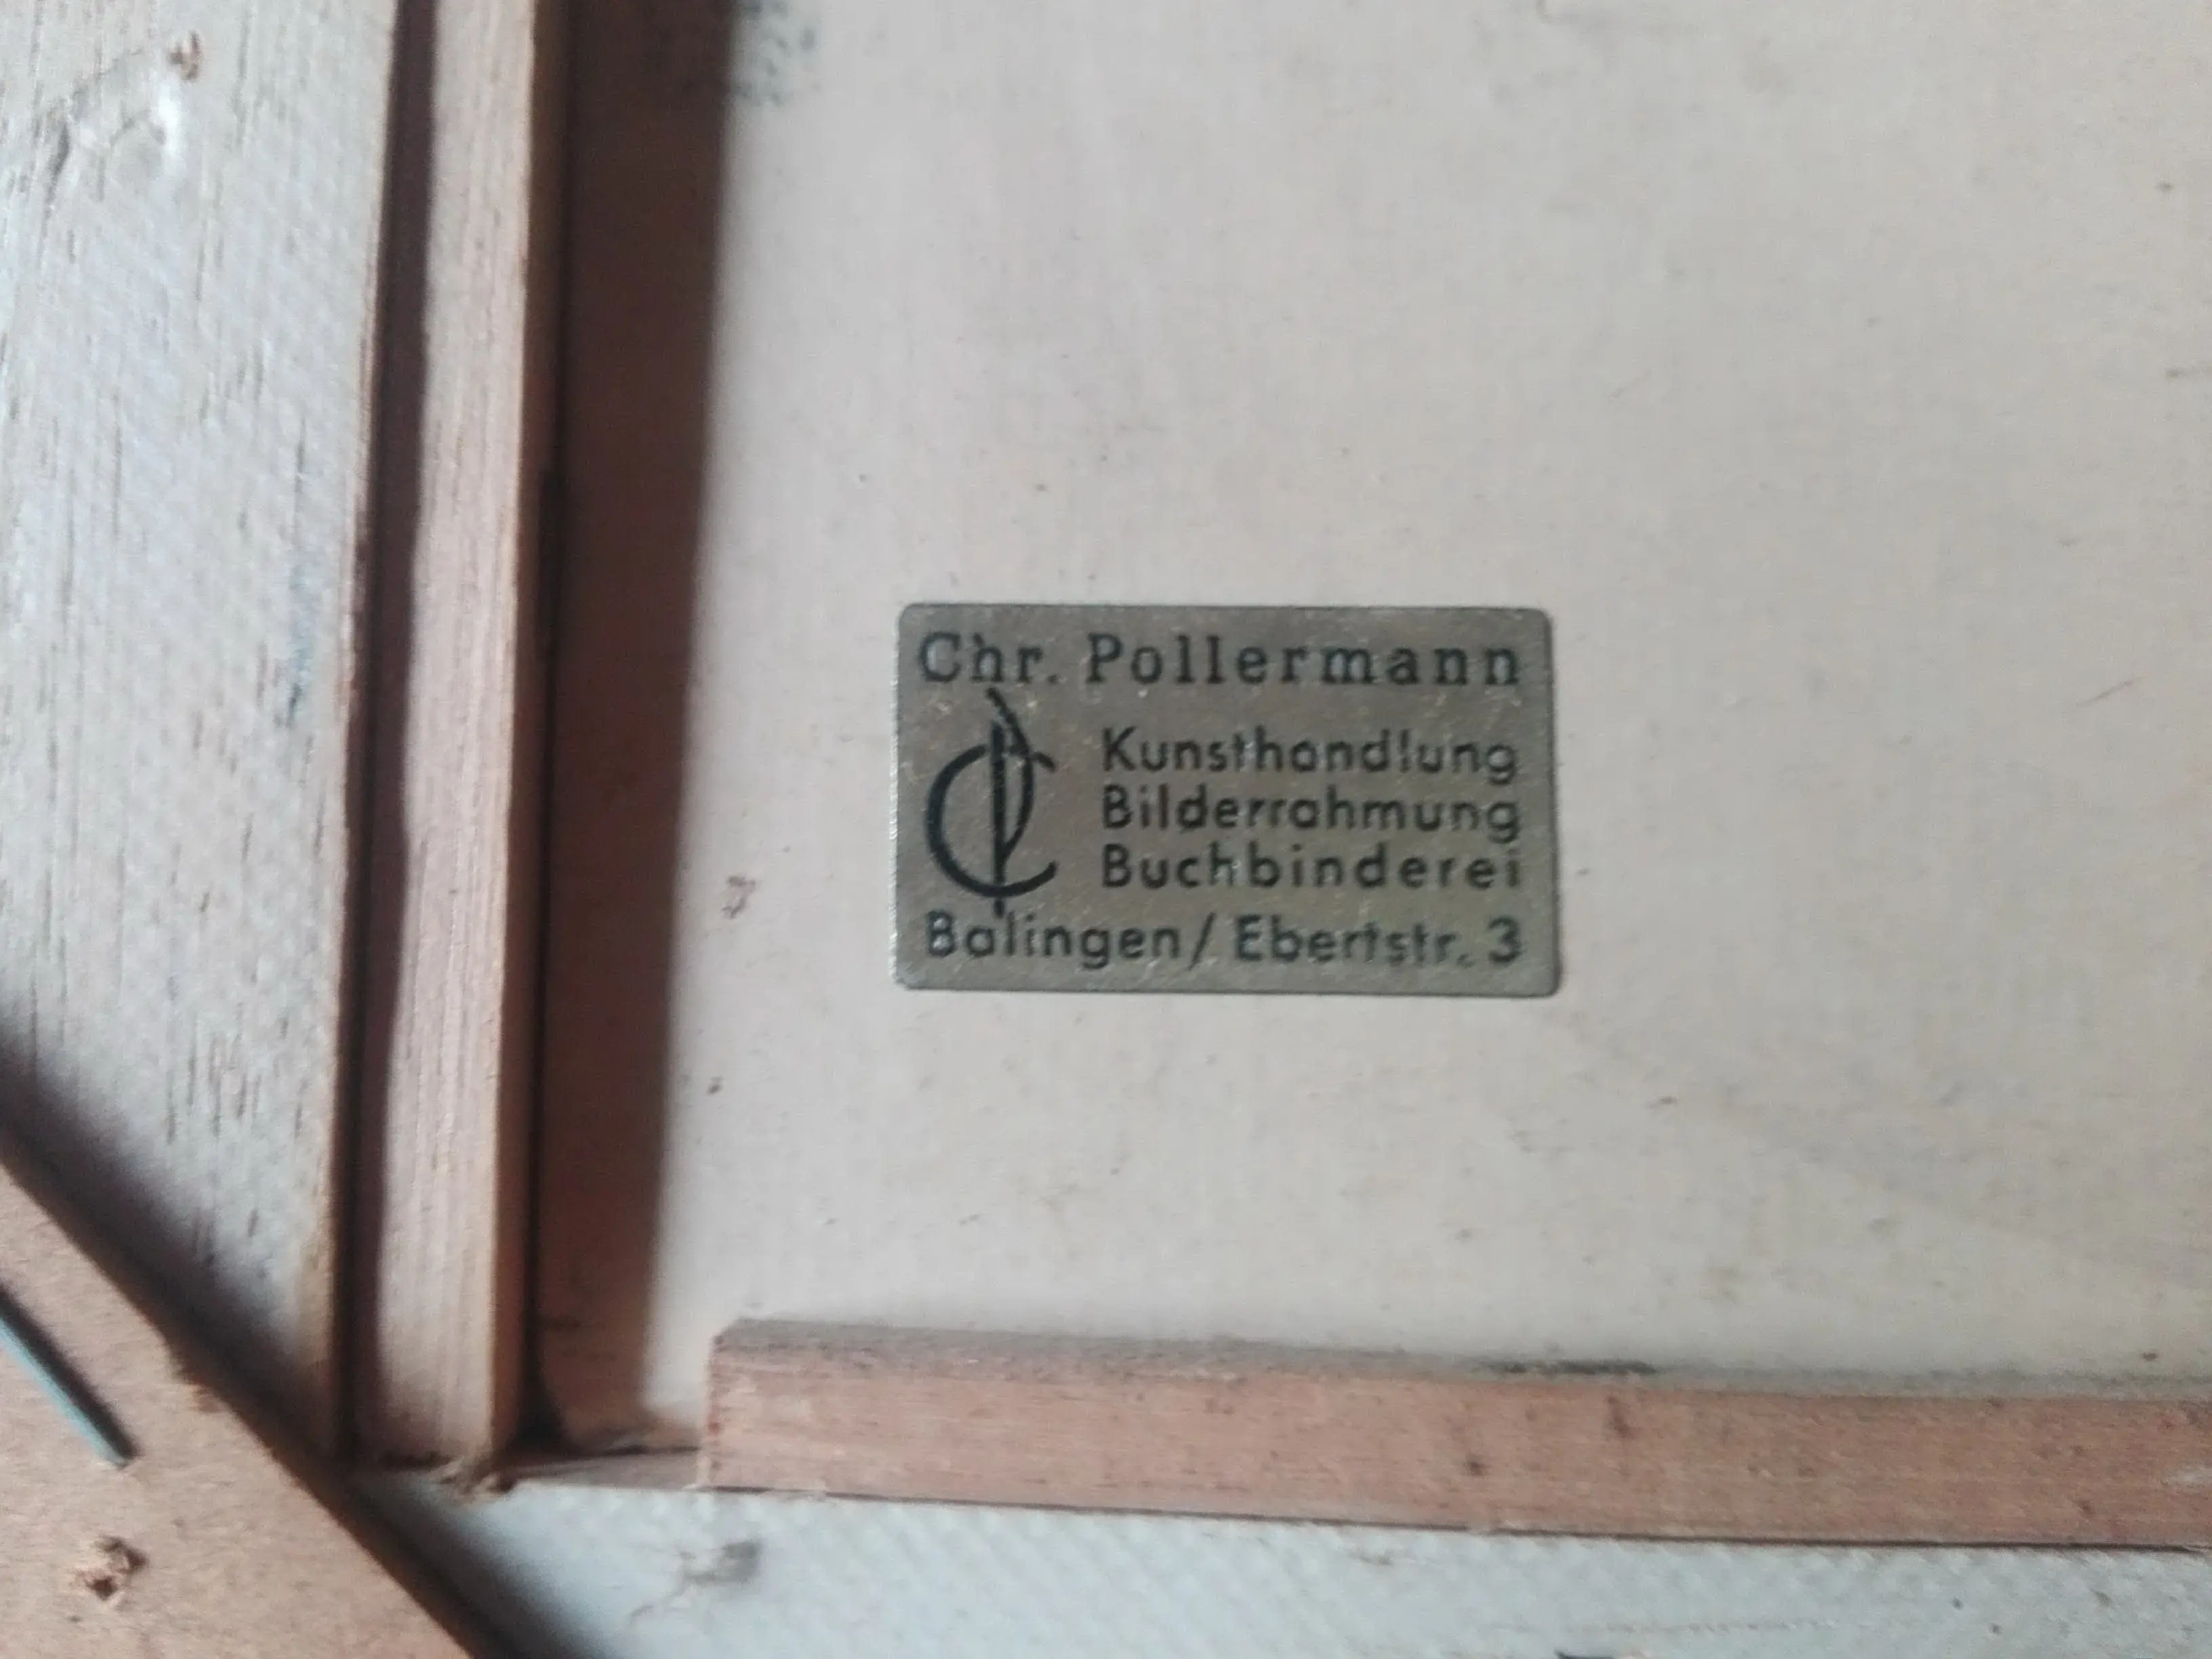 Chr. Pollermann
Kunsthandlung
Bilderrahmung
Buchbinderei
Balingen / Ebertstr. 3